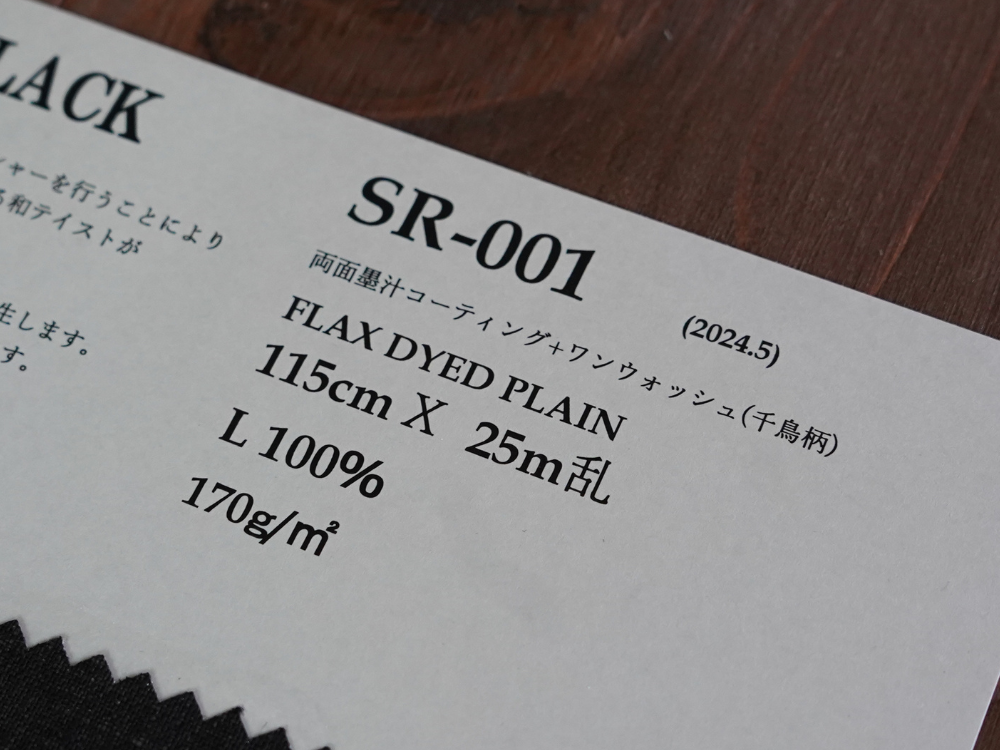 LACK
ャーを行うことにより
る和テイストが
生します。
す。
SR-001
(2024.5)
両面墨汁コーティング+ワンウォッシュ(千鳥柄)
FLAX DYED PLAIN
115cm X 25m乱
L 100%
170g/㎡